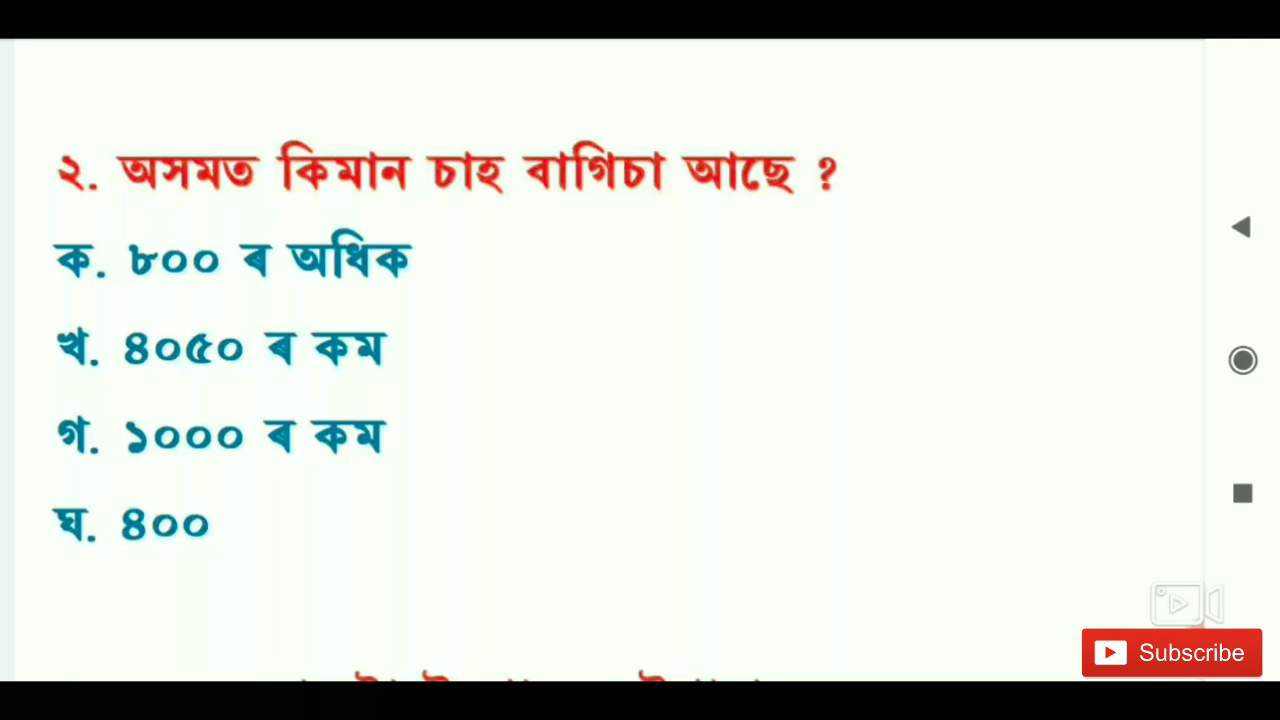 ২. অসমত কিমান চাহ বাগিচা আছে ?
ক. ৮০০ ৰ অধিক
খ. ৪০৫০ ৰ কম
গ. ১০০০ ৰ কম
ঘ. ৪০০
Subscribe